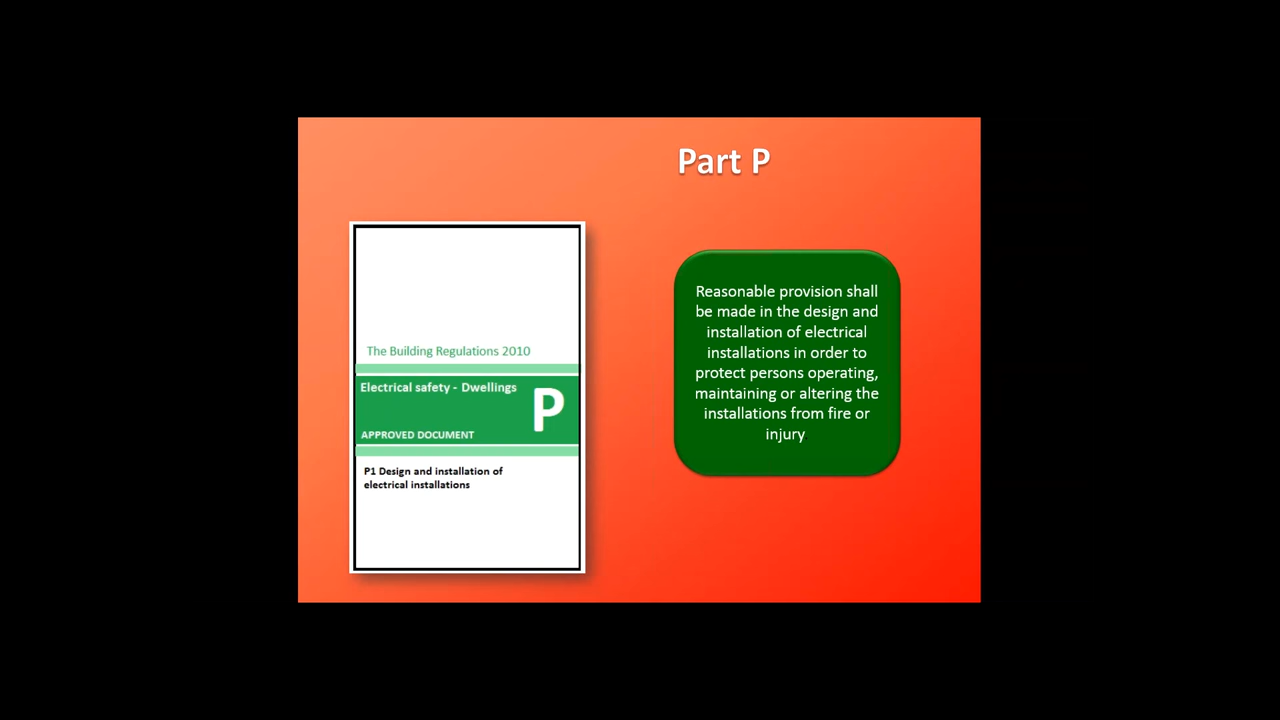 Part P
The Building Regulations 2010
Electrical safety - Dwellings
P
APPROVED DOCUMENT
P1 Design and installation of
electrical installations
Reasonable provision shall
be made in the design and
installation of electrical
installations in order to
protect persons operating,
maintaining or altering the
installations from fire or
injury